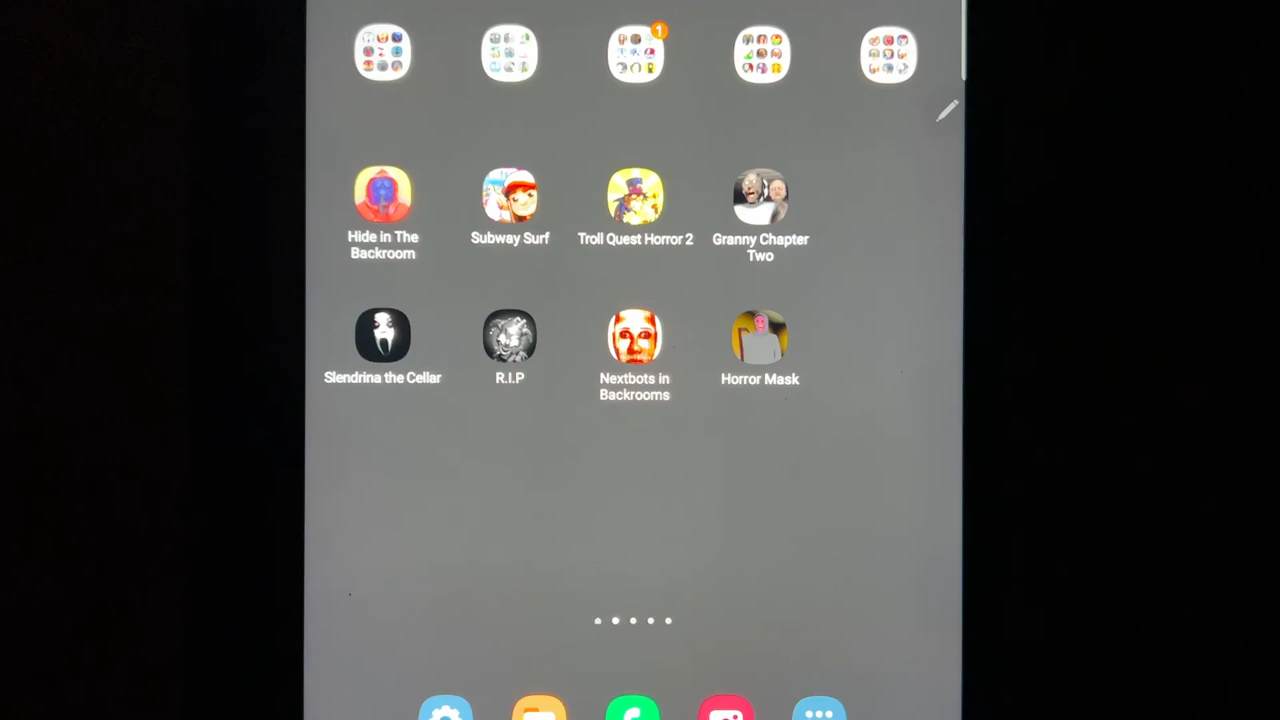 1
Hide in The
Backroom
Subway Surf
Troll Quest Horror 2
Granny Chapter
Two
Slendrina the Cellar
R.I.P
Nextbots in
Backrooms
Horror Mask